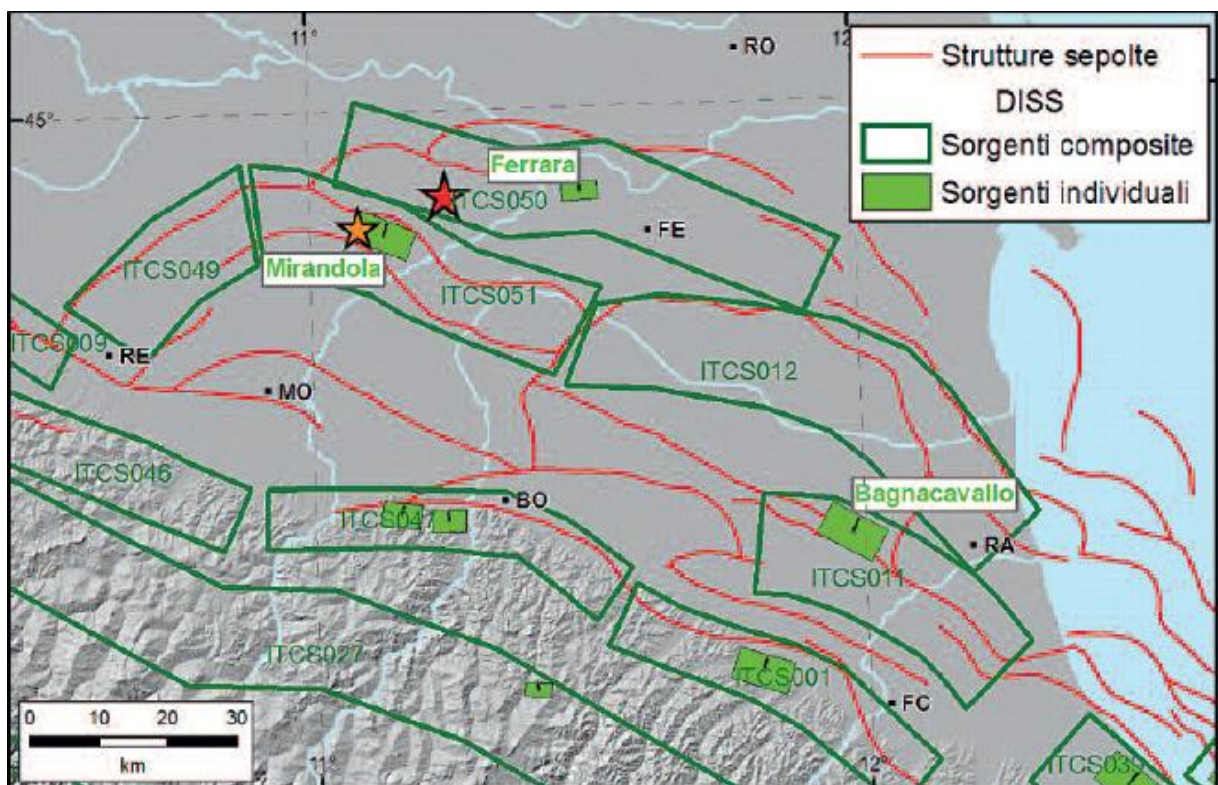 11°
12°
RO
Strutture sepolte
DISS
Sorgenti composite
Sorgenti individuali
45°
Ferrara
ITCS050
FE
Mirandola
ITCS049
ITCS051
ITCS009
RE
ITCS012
MO
ITCS046
Bagnacavallo
BO
ITCS047
RA
ITCS011
ITCS027
ITCS001
FC
0 10 20 30
km
11°
12°
ITCS039